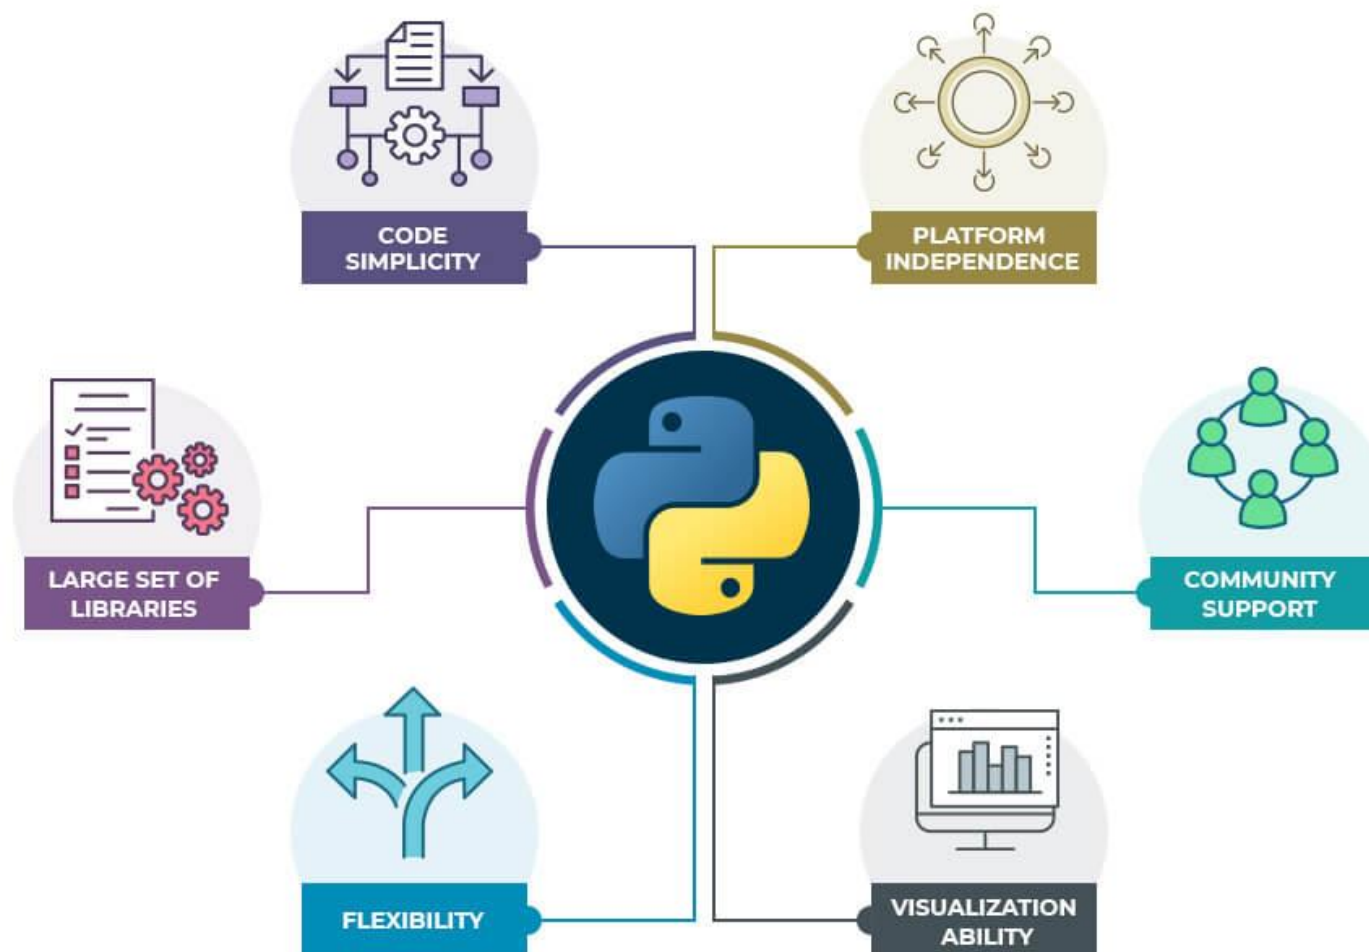 CODE
SIMPLICITY
PLATFORM
INDEPENDENCE
LARGE SET OF
LIBRARIES
COMMUNITY
SUPPORT
FLEXIBILITY
VISUALIZATION
ABILITY